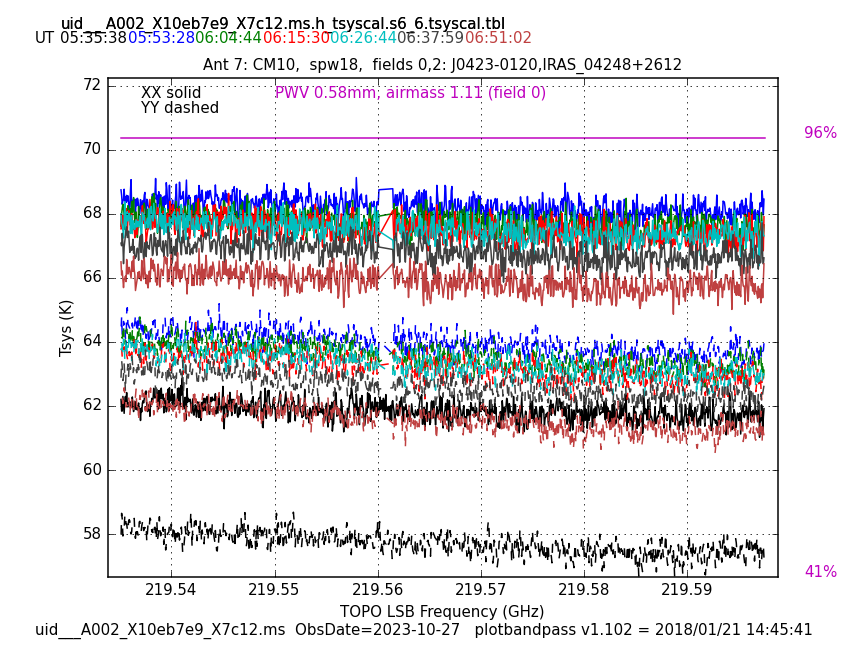 uid___A002_X10eb7e9_X7c12.ms.h_tsyscal.s6_6.tsyscal.tbl
UT 05:35:38 05:53:28 06:04:44 06:15:30 06:26:44 06:37:59 06:51:02
Ant 7: CM10,  spw18,  fields 0,2: J0423-0120,IRAS_04248+2612
XX solid PWV 0.58mm, airmass 1.11 (field 0)
YY dashed
96%
72
70
68
66
64
62
60
58
Tsys (K)
41%
219.54 219.55 219.56 219.57 219.58 219.59
TOPO LSB Frequency (GHz)
uid___A002_X10eb7e9_X7c12.ms  ObsDate=2023-10-27   plotbandpass v1.102 = 2018/01/21 14:45:41